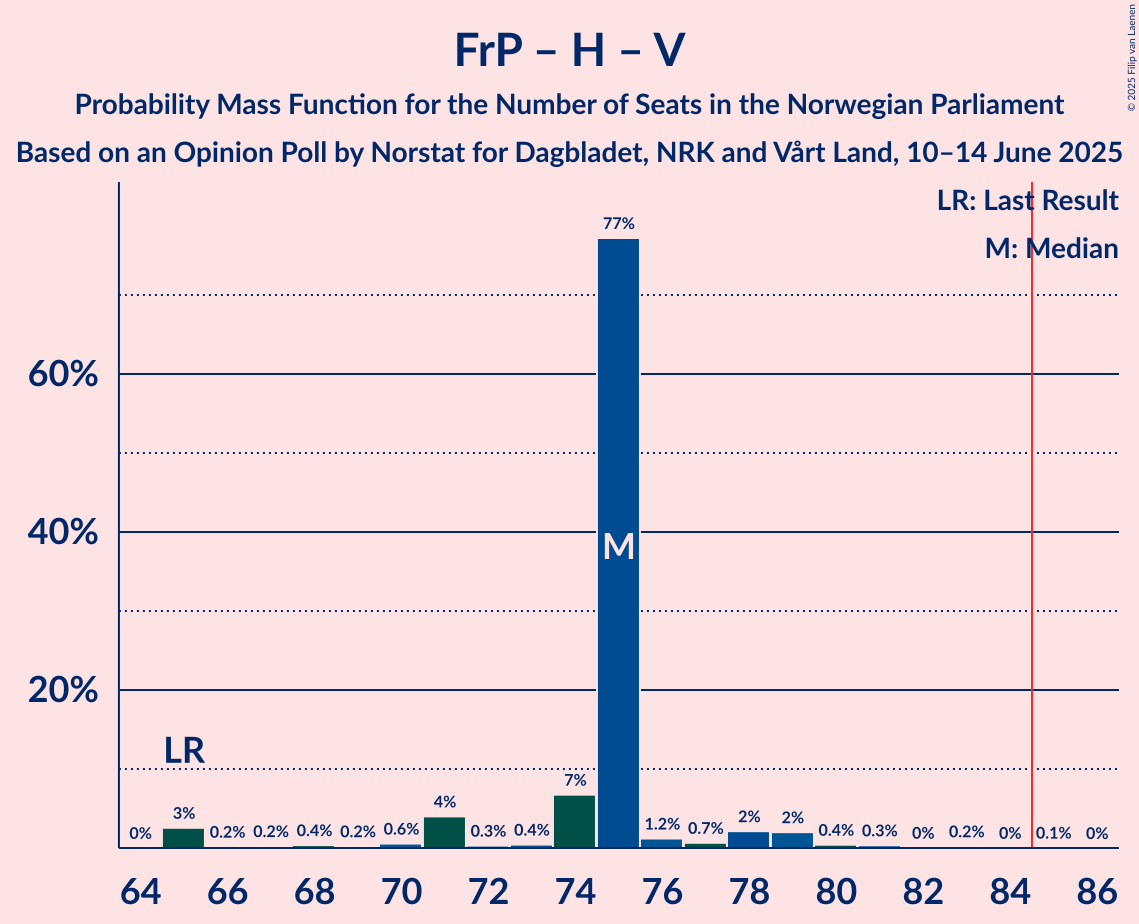 FrP – H – V
Probability Mass Function for the Number of Seats in the Norwegian Parliament
Based on an Opinion Poll by Norstat for Dagbladet, NRK and Vårt Land, 10–14 June 2025
© 2025 Filip van Laenen
LR: Last Result
M: Median
77%
60%
40%
M
20%
LR
0% 3% 0.2% 0.2% 0.4% 0.2% 0.6% 4% 0.3% 0.4% 7% 1.2% 0.7% 2% 2% 0.4% 0.3% 0% 0.2% 0% 0.1% 0%
64 66 68 70 72 74 76 78 80 82 84 86